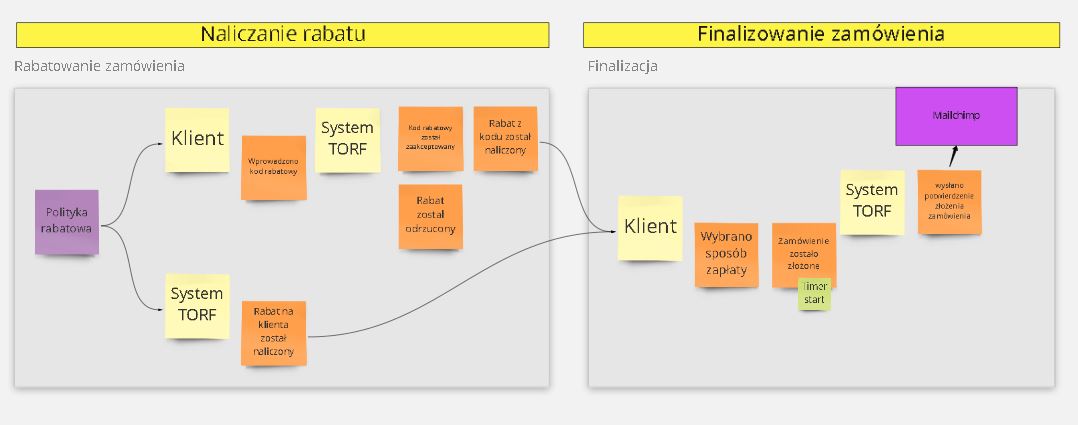 Naliczanie rabatu
Finalizowanie zamówienia
Rabatowanie zamówienia
Finalizacja
Polityka
rabatowa
Klient
Wprowadzono
kod rabatowy
System
TORF
Kod rabatowy
został
zaakceptowany
Rabat z
kodu został
naliczony
Rabat
został
odrzucony
System
TORF
Rabat na
klienta
został
naliczony
Klient
Wybrano
sposób
zapłaty
Zamówienie
zostało
złożone
Timer
start
System
TORF
wysłano
potwierdzenie
złożenia
zamówienia
Mailchimp